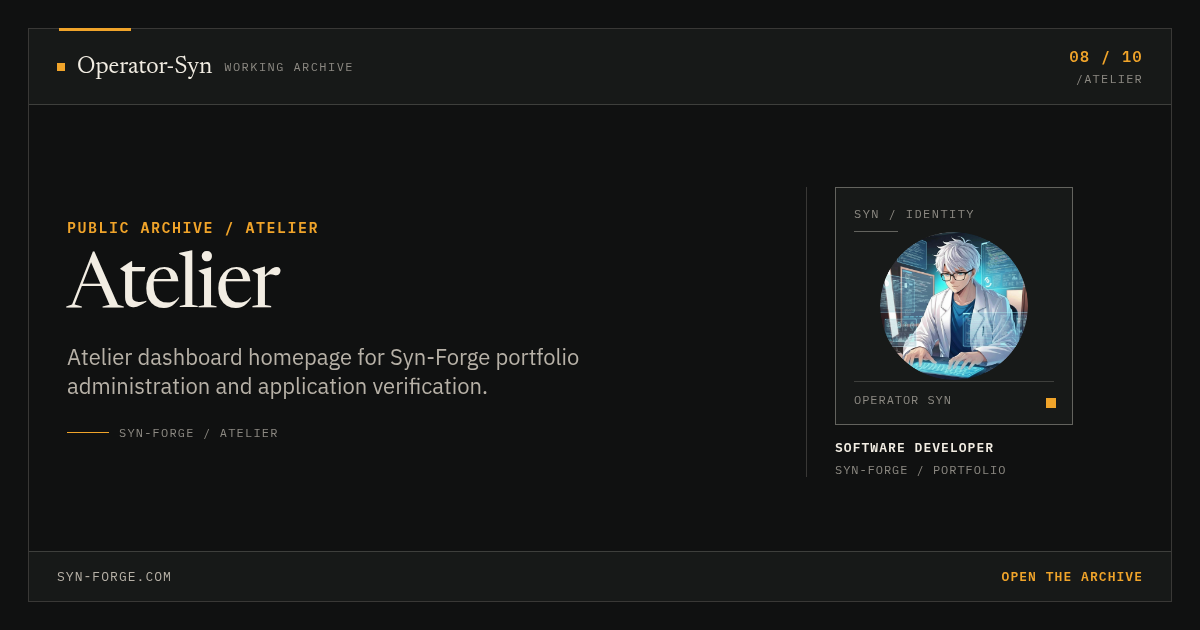 Operator-Syn WORKING ARCHIVE
08 / 10
/ATELIER
PUBLIC ARCHIVE / ATELIER
Atelier
Atelier dashboard homepage for Syn-Forge portfolio
administration and application verification.
SYN-FORGE / ATELIER
SYN / IDENTITY
OPERATOR SYN
SOFTWARE DEVELOPER
SYN-FORGE / PORTFOLIO
SYN-FORGE.COM
OPEN THE ARCHIVE